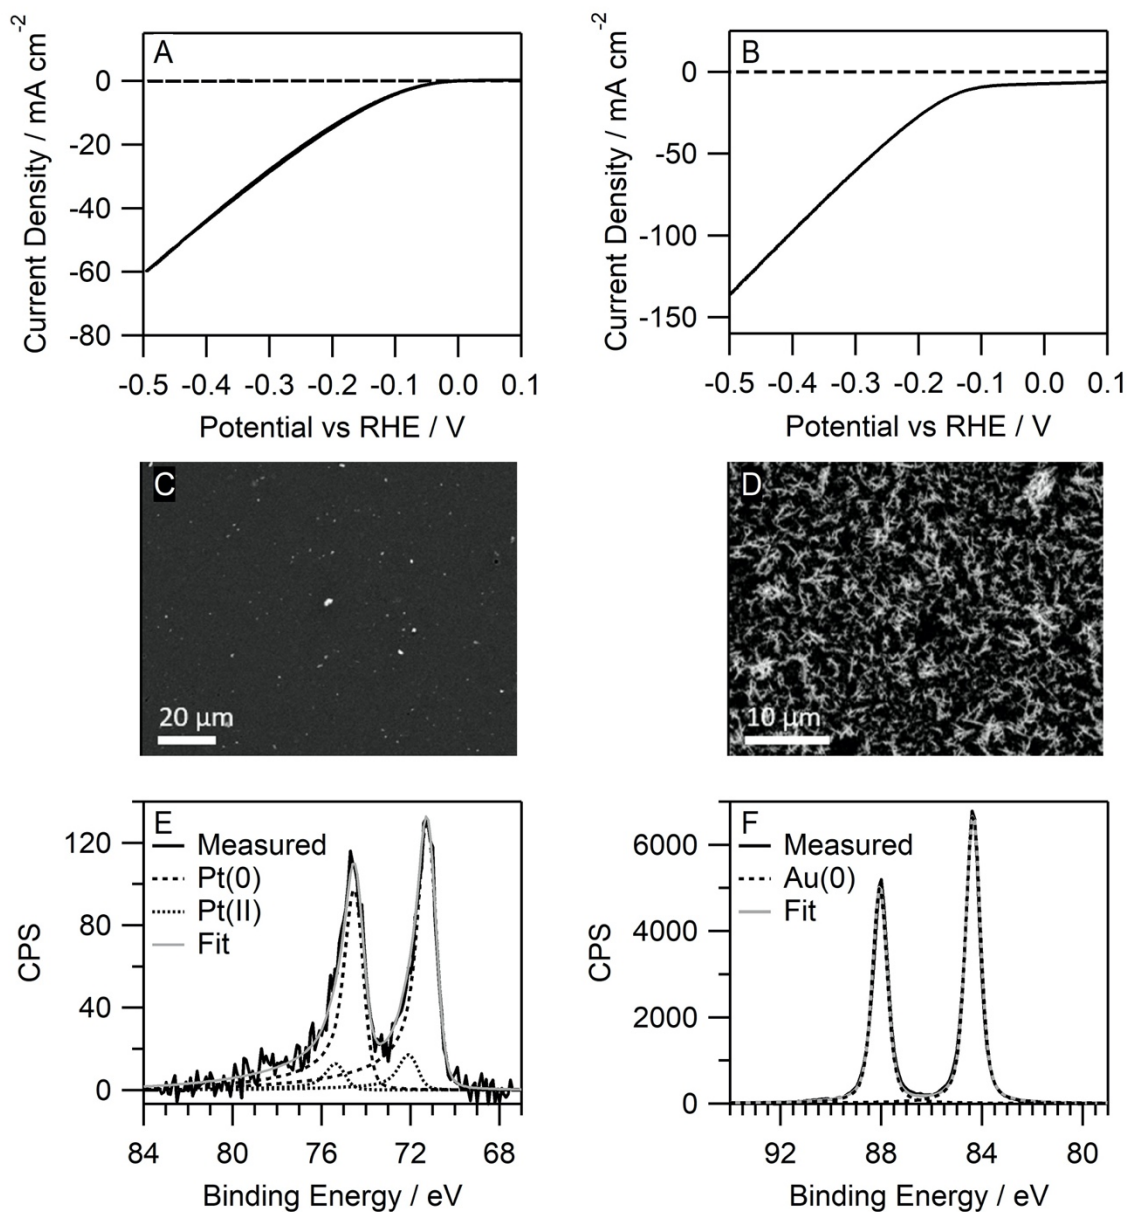 A
Current Density / mA cm-2
0
-20
-40
-60
-80
-0.5 -0.4 -0.3 -0.2 -0.1 0.0 0.1
Potential vs RHE / V
B
Current Density / mA cm-2
0
-50
-100
-150
-0.5 -0.4 -0.3 -0.2 -0.1 0.0 0.1
Potential vs RHE / V
C
20 µm
D
10 µm
E
Measured
Pt(0)
Pt(II)
Fit
CPS
120
80
40
0
84 80 76 72 68
Binding Energy / eV
F
Measured
Au(0)
Fit
CPS
6000
4000
2000
0
92 88 84 80
Binding Energy / eV